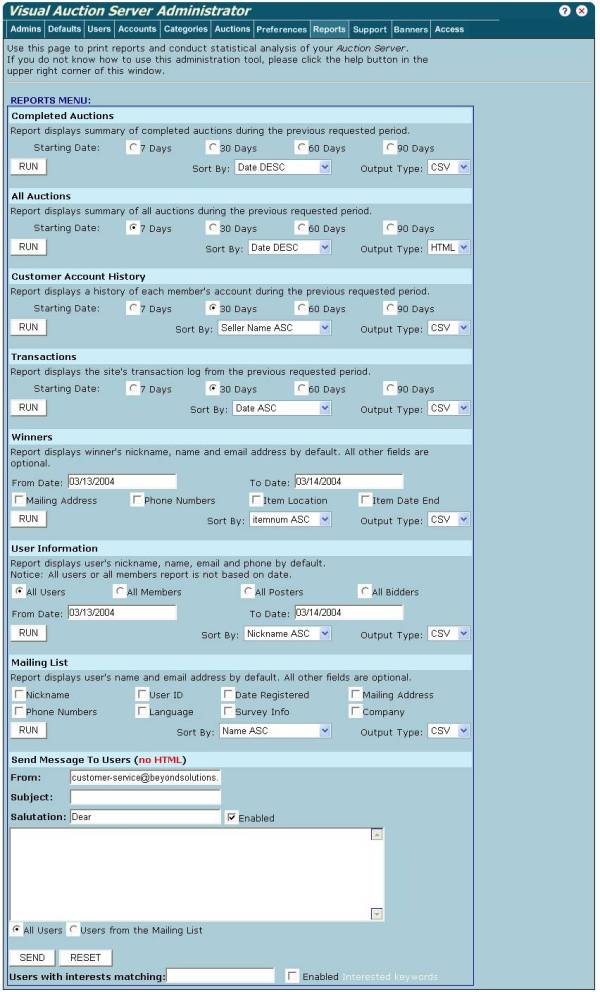 Visual Auction Server Administrator
Admins Defaults Users Accounts Categories Auctions Preferences Reports Support Banners Access
Use this page to print reports and conduct statistical analysis of your Auction Server.
If you do not know how to use this administration tool, please click the help button in the
upper right corner of this window.
REPORTS MENU:
Completed Auctions
Report displays summary of completed auctions during the previous requested period.
Starting Date: 7 Days 30 Days 60 Days 90 Days
RUN Sort By: Date DESC Output Type: CSV
All Auctions
Report displays summary of all auctions during the previous requested period.
Starting Date: 7 Days 30 Days 60 Days 90 Days
RUN Sort By: Date DESC Output Type: HTML
Customer Account History
Report displays a history of each member's account during the previous requested period.
Starting Date: 7 Days 30 Days 60 Days 90 Days
RUN Sort By: Seller Name ASC Output Type: CSV
Transactions
Report displays the site's transaction log from the previous requested period.
Starting Date: 7 Days 30 Days 60 Days 90 Days
RUN Sort By: Date ASC Output Type: CSV
Winners
Report displays winner's nickname, name and email address by default. All other fields are
optional.
From Date: 03/13/2004 To Date: 03/14/2004
Mailing Address Phone Numbers Item Location Item Date End
RUN Sort By: itemnum ASC Output Type: CSV
User Information
Report displays user's nickname, name, email and phone by default.
Notice: All users or all members report is not based on date.
All Users All Members All Posters All Bidders
From Date: 03/13/2004 To Date: 03/14/2004
RUN Sort By: Nickname ASC Output Type: CSV
Mailing List
Report displays user's name and email address by default. All other fields are optional.
Nickname User ID Date Registered Mailing Address
Phone Numbers Language Survey Info Company
RUN Sort By: Name ASC Output Type: CSV
Send Message To Users (no HTML)
From: customer-service@beyondsolutions.
Subject:
Salutation: Dear Enabled
All Users Users from the Mailing List
SEND RESET
Users with interests matching: Enabled Interested keywords